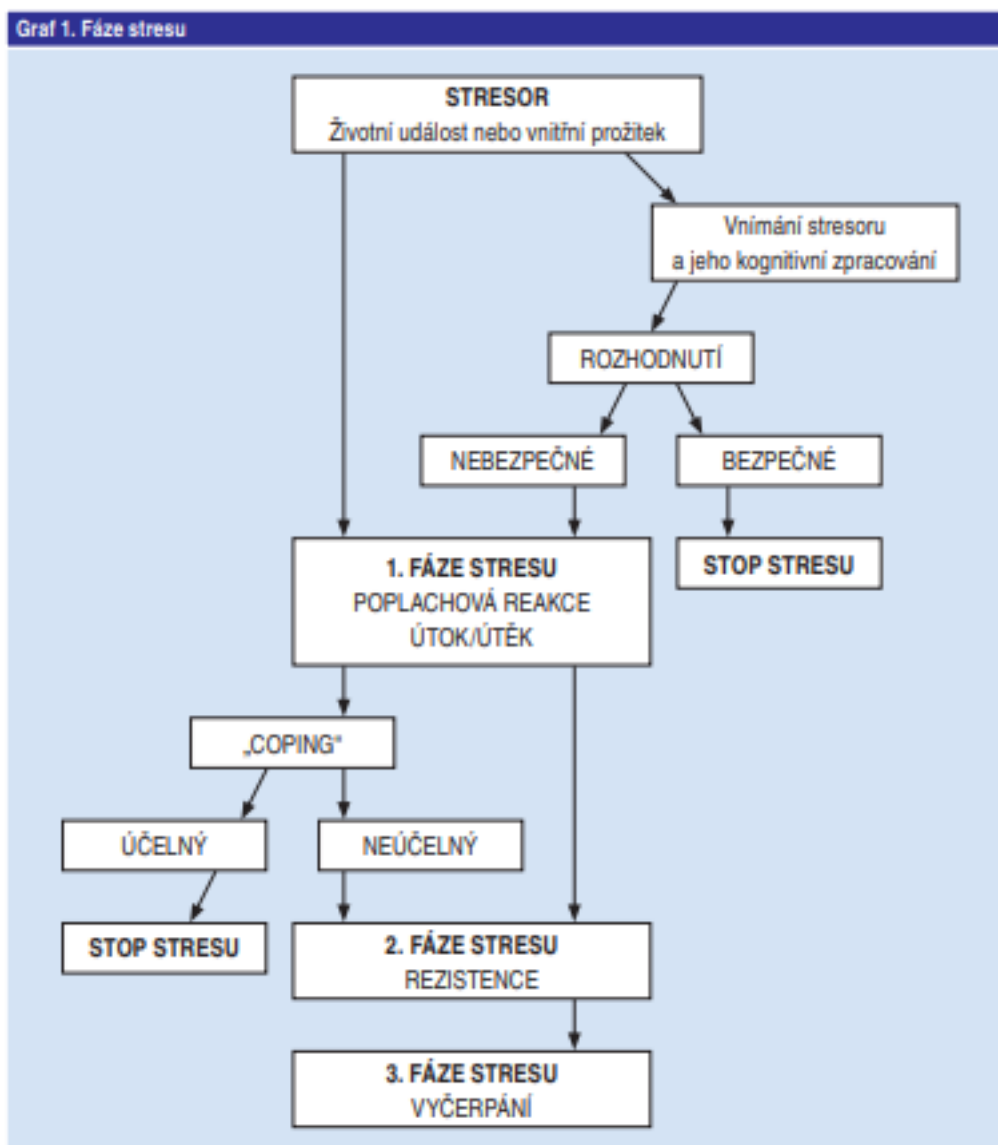 Graf 1. Fáze stresu
STRESOR
Životní událost nebo vnitřní prožitek
Vnímání stresoru
a jeho kognitivní zpracování
ROZHODNUTÍ
NEBEZPEČNÉ
BEZPEČNÉ
1. FÁZE STRESU
POPLACHOVÁ REAKCE
ÚTOK/ÚTĚK
STOP STRESU
„COPING“
ÚČELNÝ
NEÚČELNÝ
STOP STRESU
2. FÁZE STRESU
REZISTENCE
3. FÁZE STRESU
VYČERPÁNÍ